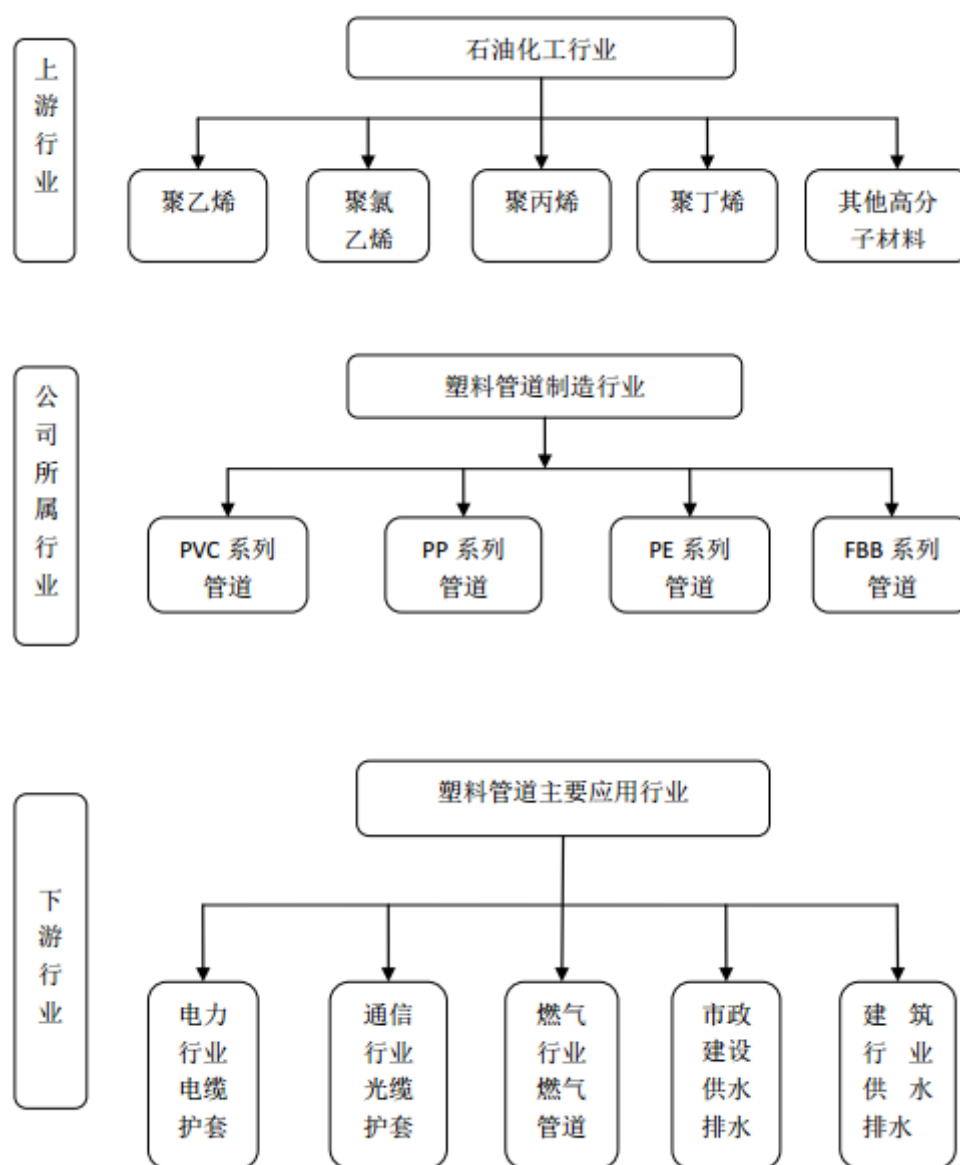 上游行业
石油化工行业
聚乙烯
聚氯
乙烯
聚丙烯
聚丁烯
其他高分
子材料
公司所属行业
塑料管道制造行业
PVC 系列
管道
PP 系列
管道
PE 系列
管道
FBB 系列
管道
下游行业
塑料管道主要应用行业
电力
行业
电缆
护套
通信
行业
光缆
护套
燃气
行业
燃气
管道
市政
建设
供水
排水
建 筑
行 业
供 水
排水